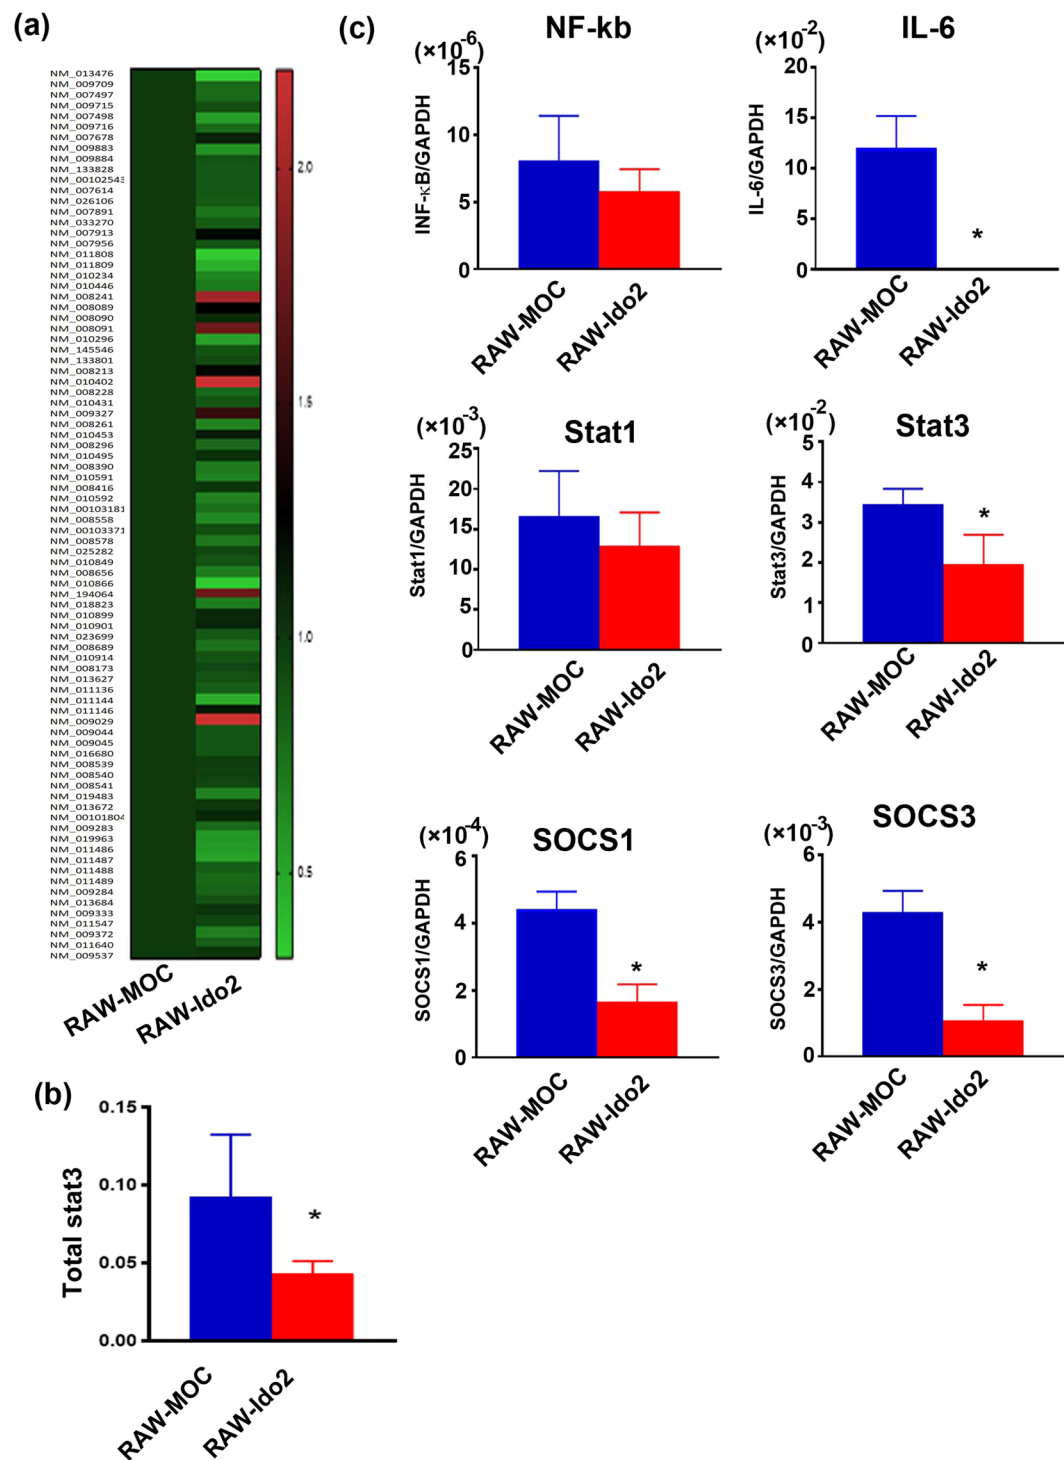 (a)
NM_013476
NM_009709
NM_007497
NM_009715
NM_007498
NM_009716
NM_007678
NM_009883
NM_009884
NM_133828
NM_00102543
NM_007614
NM_026106
NM_007891
NM_033270
NM_007913
NM_007956
NM_011808
NM_011809
NM_010234
NM_010446
NM_008241
NM_008089
NM_008090
NM_008091
NM_010296
NM_145546
NM_133801
NM_008213
NM_010402
NM_008228
NM_010431
NM_009327
NM_008261
NM_010453
NM_008296
NM_010495
NM_008390
NM_010591
NM_008416
NM_010592
NM_00103181
NM_008558
NM_00103371
NM_008578
NM_025282
NM_010849
NM_008656
NM_010866
NM_194064
NM_018823
NM_010899
NM_010901
NM_023699
NM_008689
NM_010914
NM_008173
NM_013627
NM_011136
NM_011144
NM_011146
NM_009029
NM_009044
NM_009045
NM_016680
NM_008539
NM_008540
NM_008541
NM_019483
NM_013672
NM_00101804
NM_009283
NM_019963
NM_011486
NM_011487
NM_011488
NM_011489
NM_009284
NM_013684
NM_009333
NM_011547
NM_009372
NM_011640
NM_009537
2.0
1.5
1.0
0.5
RAW-MOC
RAW-Ido2
(b)
Total stat3
0.15
0.10
0.05
0.00
*
RAW-MOC
RAW-Ido2
(c)
NF-kb
(×10-6)
INF-κB/GAPDH
15
10
5
0
RAW-MOC
RAW-Ido2
IL-6
(×10-2)
IL-6/GAPDH
20
15
10
5
0
*
RAW-MOC
RAW-Ido2
Stat1
(×10-3)
Stat1/GAPDH
25
20
15
10
5
0
RAW-MOC
RAW-Ido2
Stat3
(×10-2)
Stat3/GAPDH
5
4
3
2
1
0
*
RAW-MOC
RAW-Ido2
SOCS1
(×10-4)
SOCS1/GAPDH
6
4
2
0
*
RAW-MOC
RAW-Ido2
SOCS3
(×10-3)
SOCS3/GAPDH
6
4
2
0
*
RAW-MOC
RAW-Ido2